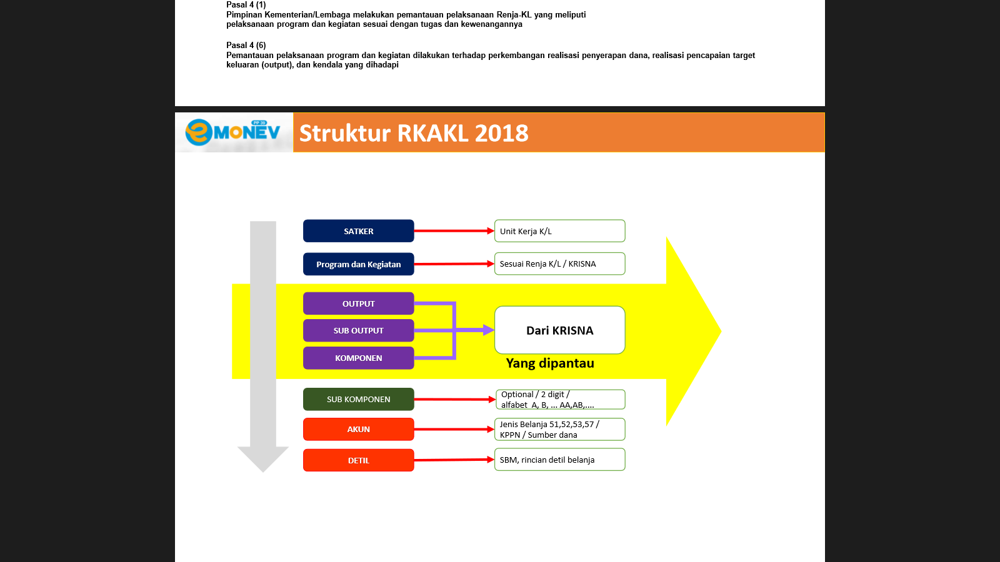 Pasal 4 (1)
Pimpinan Kementerian/Lembaga melakukan pemantauan pelaksanaan Renja-KL yang meliputi
pelaksanaan program dan kegiatan sesuai dengan tugas dan kewenangannya
Pasal 4 (6)
Pemantauan pelaksanaan program dan kegiatan dilakukan terhadap perkembangan realisasi penyerapan dana, realisasi pencapaian target
keluaran (output), dan kendala yang dihadapi
PP 39
eMONEV
Struktur RKAKL 2018
SATKER
Unit Kerja K/L
Program dan Kegiatan
Sesuai Renja K/L / KRISNA
OUTPUT
SUB OUTPUT
KOMPONEN
Dari KRISNA
Yang dipantau
SUB KOMPONEN
Optional / 2 digit /
alfabet A, B, ... AA,AB,....
AKUN
Jenis Belanja 51,52,53,57 /
KPPN / Sumber dana
DETIL
SBM, rincian detil belanja